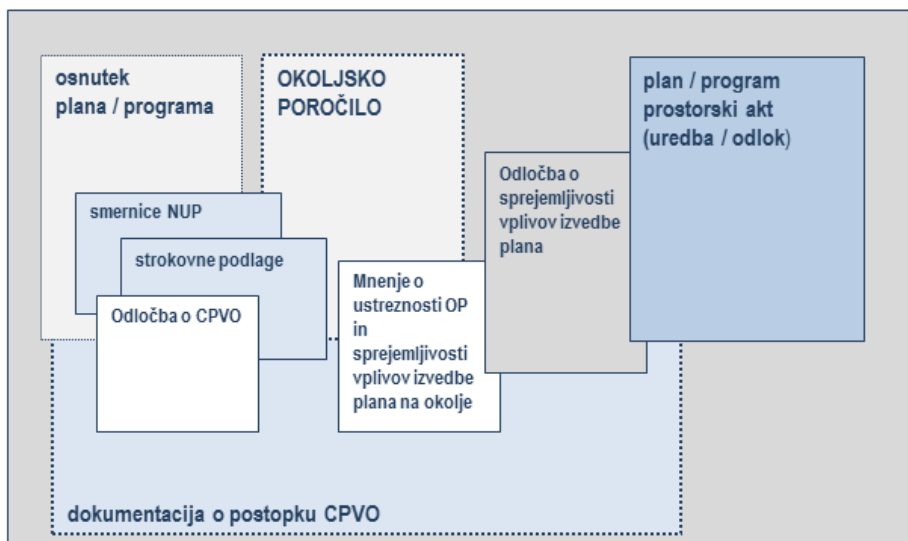 osnutek
plana / programa
smernice NUP
strokovne podlage
Odločba o CPVO
OKOLJSKO
POROČILO
Mnenje o
ustreznosti OP
in
sprejemljivosti
vplivov izvedbe
plana na okolje
Odločba o
sprejemljivosti
vplivov izvedbe
plana
plan / program
prostorski akt
(uredba / odlok)
dokumentacija o postopku CPVO